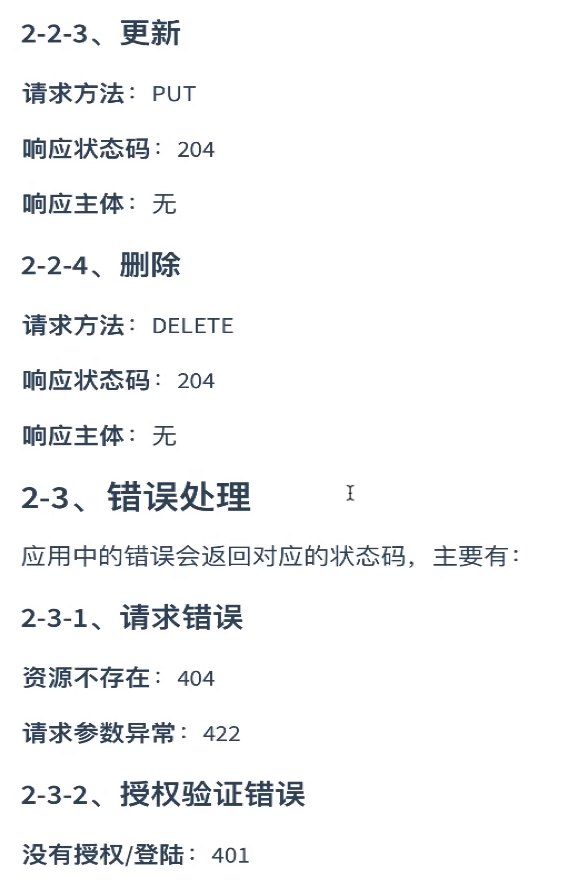 2-2-3、更新
请求方法：PUT
响应状态码：204
响应主体：无
2-2-4、删除
请求方法：DELETE
响应状态码：204
响应主体：无
2-3、错误处理
应用中的错误会返回对应的状态码，主要有：
2-3-1、请求错误
资源不存在：404
请求参数异常：422
2-3-2、授权验证错误
没有授权/登陆：401